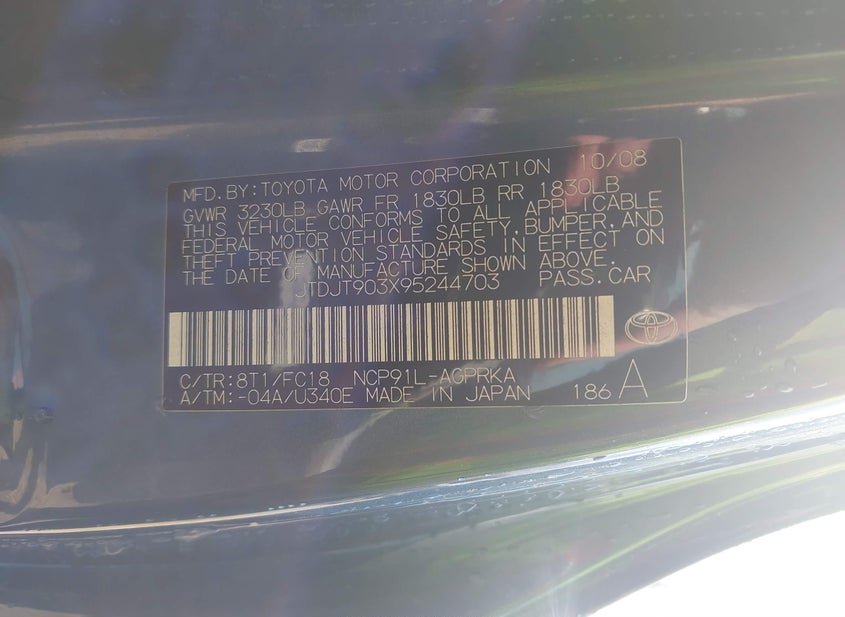 MFD. BY: TOYOTA MOTOR CORPORATION 10/08
GVWR 3230LB GAWR FR 1830LB RR 1830LB
THIS VEHICLE CONFORMS TO ALL APPLICABLE
FEDERAL MOTOR VEHICLE SAFETY, BUMPER, AND
THEFT PREVENTION STANDARDS IN EFFECT ON
THE DATE OF MANUFACTURE SHOWN ABOVE.
JTDJT903X95244703 PASS. CAR
C/TR: 8T1/FC18 NCP91L-AGPRKA
A/TM: -04A/U340E MADE IN JAPAN 186 A